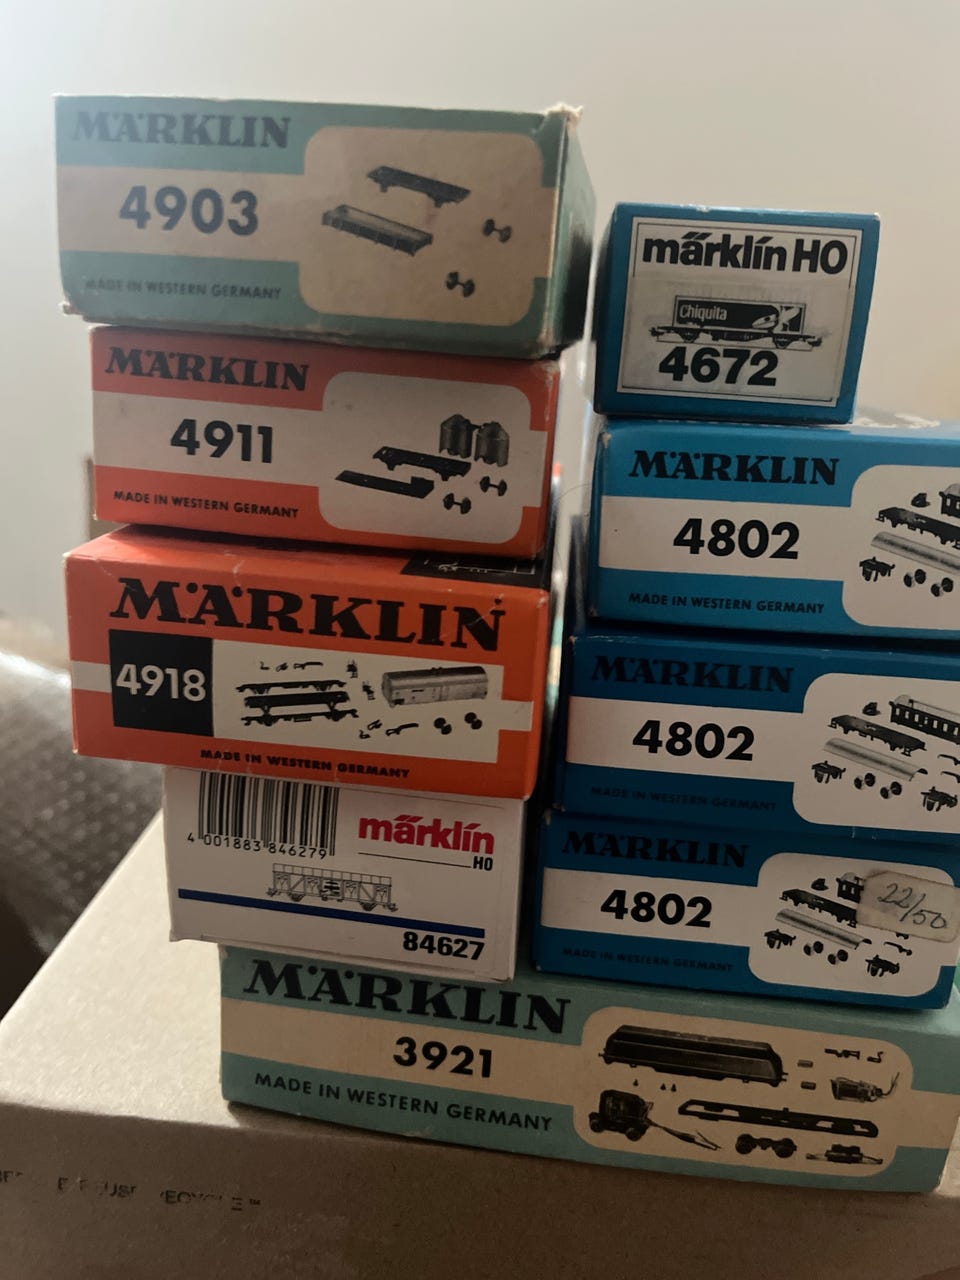 MÄRKLIN
4903
MADE IN WESTERN GERMANY
MÄRKLIN
4911
MADE IN WESTERN GERMANY
MÄRKLIN
4918
MADE IN WESTERN GERMANY
4 001883 846279
märklín
HO
84627
märklín HO
Chiquita
4672
MÄRKLIN
4802
MADE IN WESTERN GERMANY
MÄRKLIN
4802
MADE IN WESTERN GERMANY
MÄRKLIN
4802
22/50
MADE IN WESTERN GERMANY
MÄRKLIN
3921
MADE IN WESTERN GERMANY